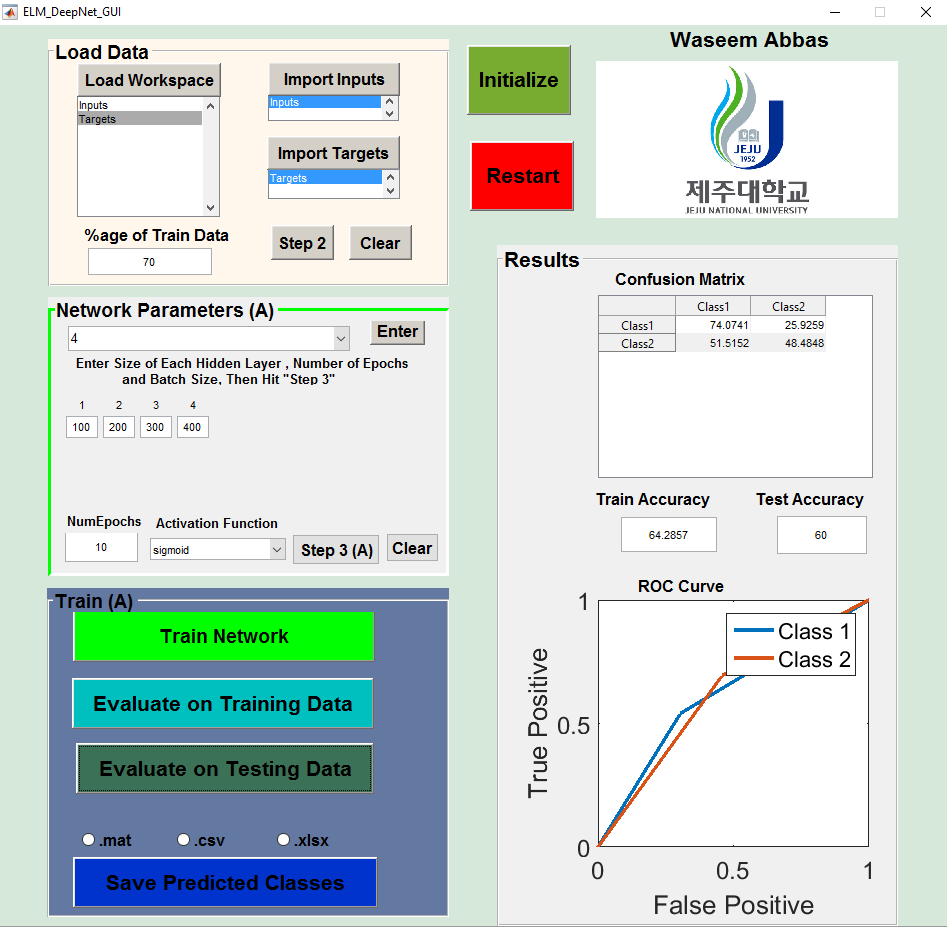 ELM_DeepNet_GUI
Load Data
Load Workspace
Inputs
Targets
Import Inputs
Inputs
Import Targets
Targets
%age of Train Data
70
Step 2
Clear
Initialize
Restart
Waseem Abbas
JEJU
1952
제주대학교
JEJU NATIONAL UNIVERSITY
Network Parameters (A)
4
Enter
Enter Size of Each Hidden Layer , Number of Epochs
and Batch Size, Then Hit "Step 3"
1 2 3 4
100 200 300 400
NumEpochs
10
Activation Function
sigmoid
Step 3 (A)
Clear
Train (A)
Train Network
Evaluate on Training Data
Evaluate on Testing Data
.mat .csv .xlsx
Save Predicted Classes
Results
Confusion Matrix
Class1 Class2
Class1 74.0741 25.9259
Class2 51.5152 48.4848
Train Accuracy
64.2857
Test Accuracy
60
ROC Curve
Class 1
Class 2
True Positive
1
0.5
0
0 0.5 1
False Positive